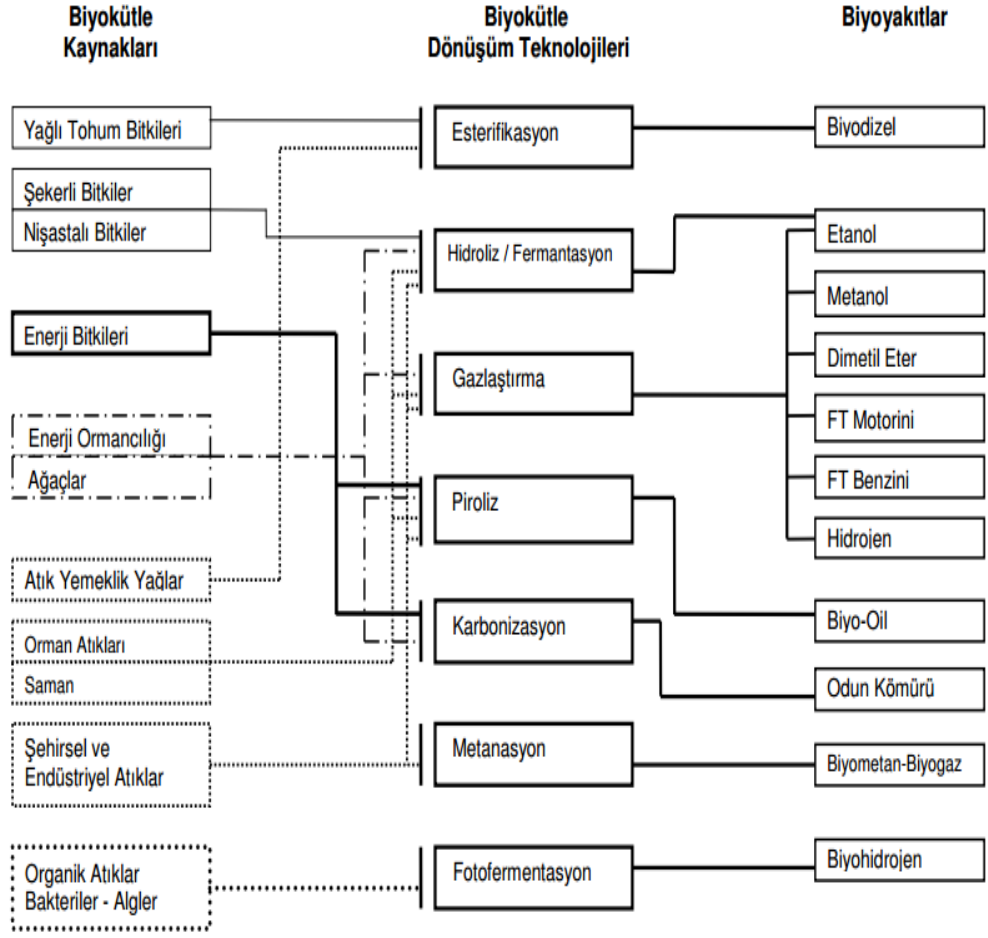 Biyokütle
Kaynakları
Biyokütle
Dönüşüm Teknolojileri
Biyoyakıtlar
Yağlı Tohum Bitkileri
Şekerli Bitkiler
Nişastalı Bitkiler
Enerji Bitkileri
Enerji Ormancılığı
Ağaçlar
Atık Yemeklik Yağlar
Orman Atıkları
Saman
Şehirsel ve
Endüstriyel Atıklar
Organik Atıklar
Bakteriler - Algler
Esterifikasyon
Hidroliz / Fermantasyon
Gazlaştırma
Piroliz
Karbonizasyon
Metanasyon
Fotofermentasyon
Biyodizel
Etanol
Metanol
Dimetil Eter
FT Motorini
FT Benzini
Hidrojen
Biyo-Oil
Odun Kömürü
Biyometan-Biyogaz
Biyohidrojen